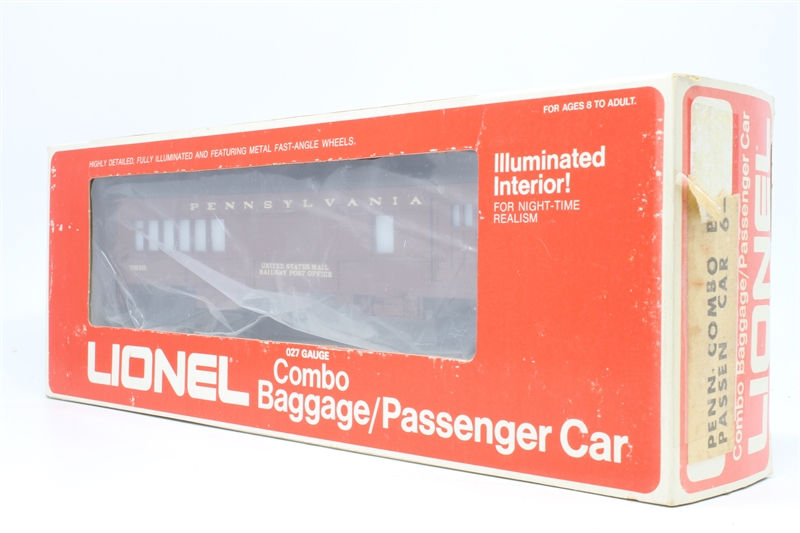 FOR AGES 8 TO ADULT.
HIGHLY DETAILED, FULLY ILLUMINATED AND FEATURING METAL FAST-ANGLE WHEELS.
Illuminated
Interior!
FOR NIGHT-TIME
REALISM
PENNSYLVANIA
UNITED STATES MAIL
RAILWAY POST OFFICE
LIONEL
027 GAUGE
Combo
Baggage/Passenger Car
PENN. COMBO
PASSEN CAR 6-
Combo Baggage/Passenger Car
LIONEL